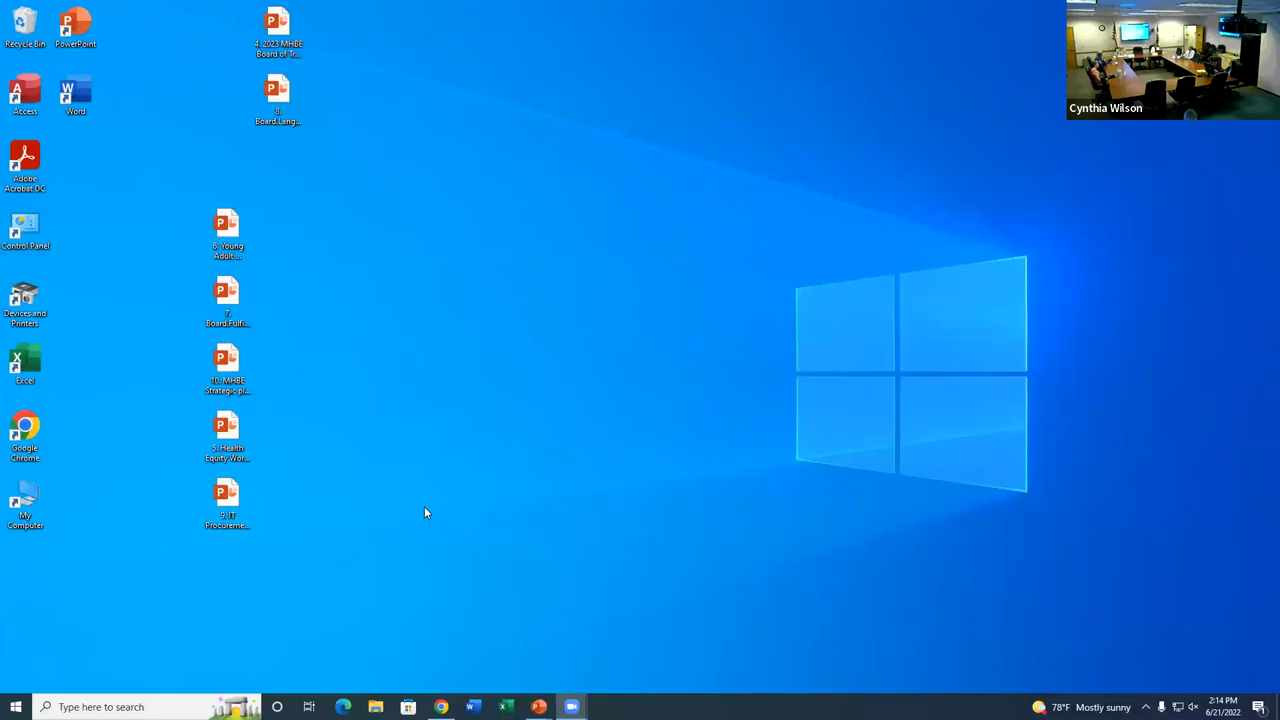 Recycle Bin
PowerPoint
4. 2023 MHBE
Board of Tr...
Access
Word
8.
Board.Lang...
Adobe
Acrobat DC
Control Panel
6. Young
Adult....
Devices and
Printers
7.
Board.Fulfi...
Excel
10. MHBE
Strategic pl...
Google
Chrome
5. Health
Equity Wor...
My
Computer
9. IT
Procureme...
Cynthia Wilson
Type here to search
78°F Mostly sunny
2:14 PM
6/21/2022